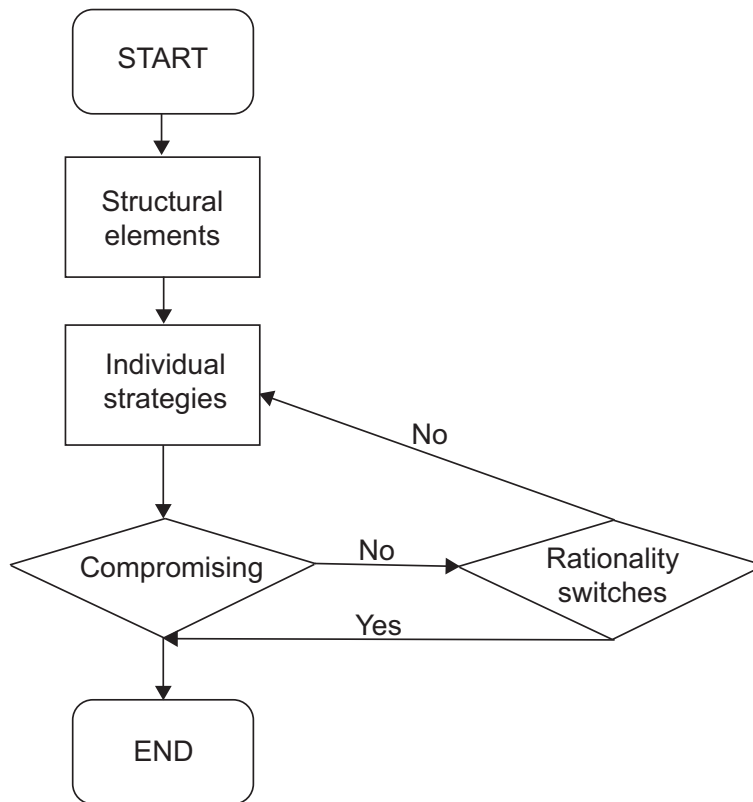 START
Structural
elements
Individual
strategies
No
Compromising
No
Rationality
switches
Yes
END